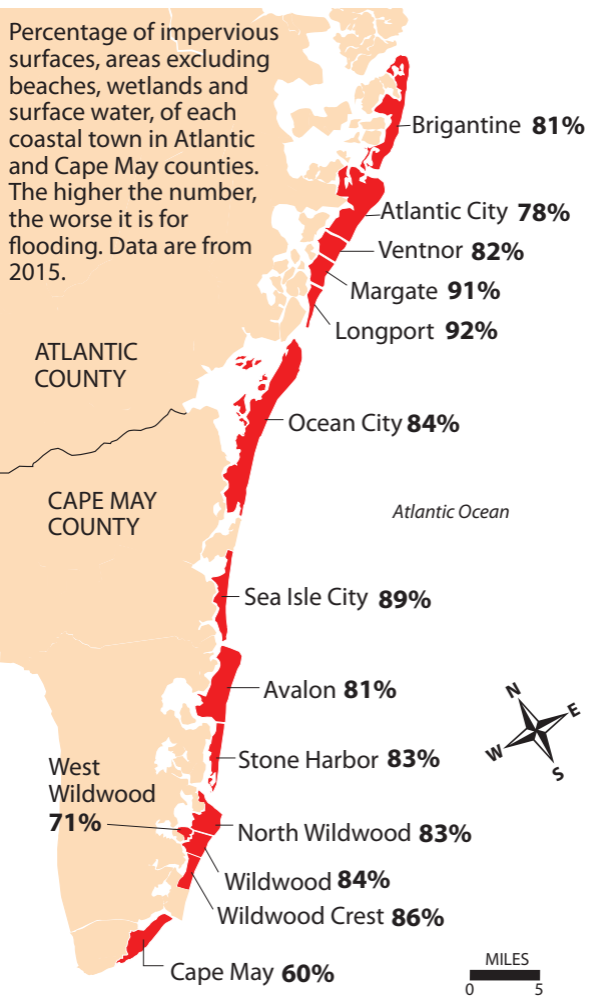 Percentage of impervious
surfaces, areas excluding
beaches, wetlands and
surface water, of each
coastal town in Atlantic
and Cape May counties.
The higher the number,
the worse it is for
flooding. Data are from
2015.
Brigantine 81%
Atlantic City 78%
Ventnor 82%
Margate 91%
Longport 92%
ATLANTIC
COUNTY
Ocean City 84%
CAPE MAY
COUNTY
Atlantic Ocean
Sea Isle City 89%
Avalon 81%
N
E
W
S
Stone Harbor 83%
West
Wildwood
71%
North Wildwood 83%
Wildwood 84%
Wildwood Crest 86%
Cape May 60%
MILES
0 5